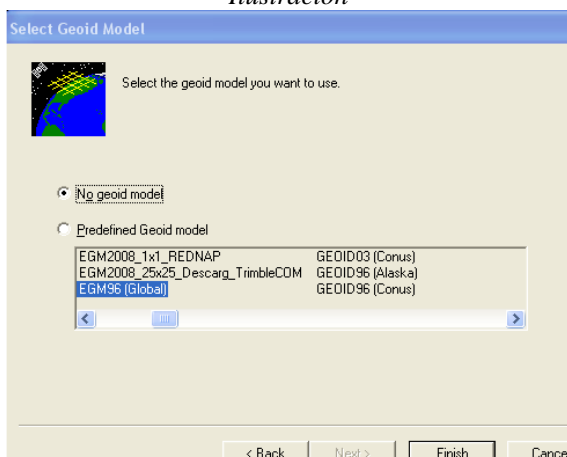 Ilustración
Select Geoid Model
Select the geoid model you want to use.
No geoid model
Predefined Geoid model
EGM2008_1x1_REDNAP GEOID03 (Conus)
EGM2008_25x25_Descarg_TrimbleCOM GEOID96 (Alaska)
EGM96 (Global) GEOID96 (Conus)
< Back Next > Finish Cance